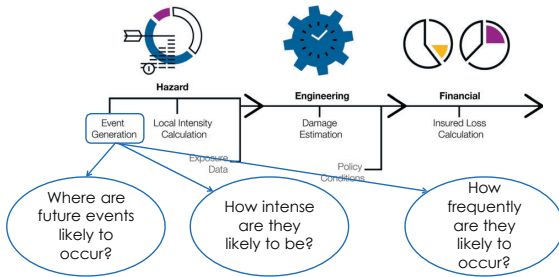 Hazard
Engineering
Financial
Event
Generation
Local Intensity
Calculation
Damage
Estimation
Insured Loss
Calculation
Exposure
Data
Policy
Conditions
Where are
future events
likely to
occur?
How intense
are they
likely to be?
How
frequently
are they
likely to
occur?